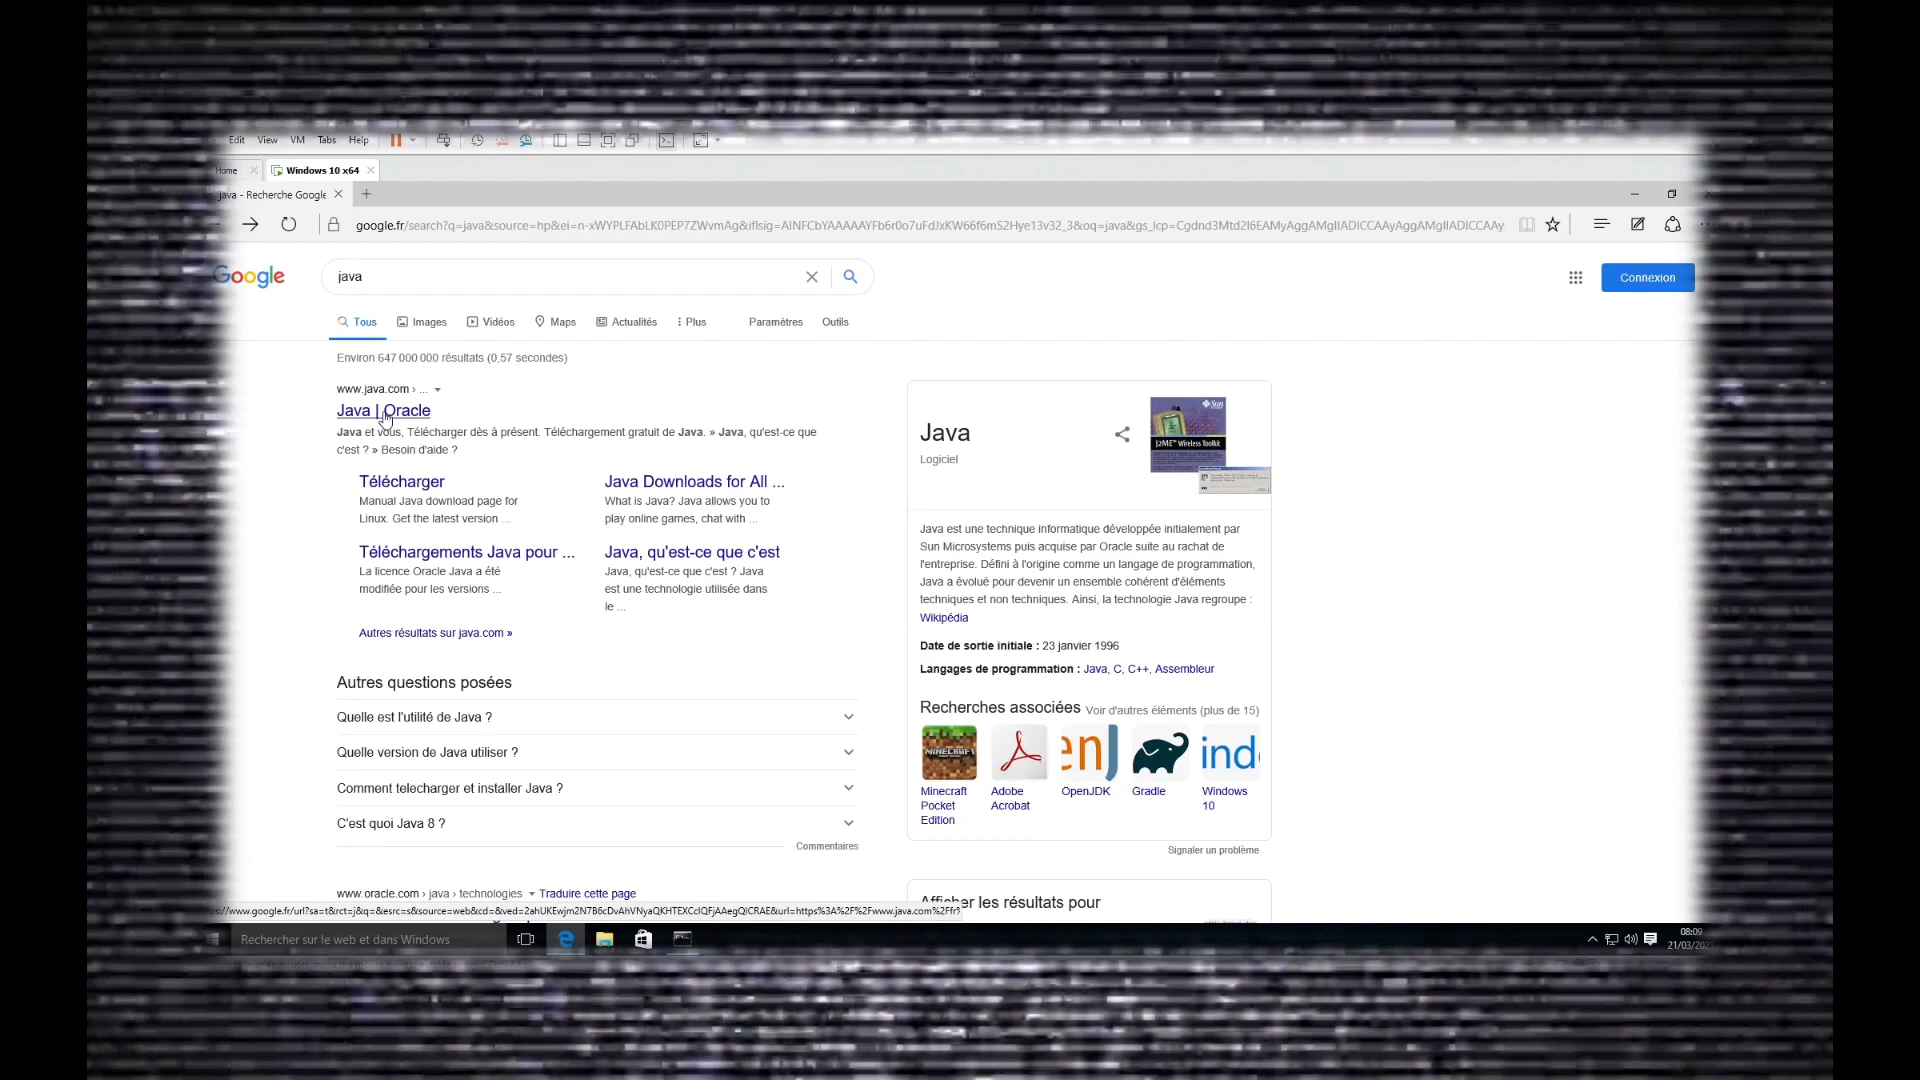 Edit View VM Tabs Help
Home Windows 10 x64
java - Recherche Google
google.fr/search?q=java&source=hp&ei=n-xWYPLFAbLK0PEP7ZWvmAg&iflsig=AINFCbYAAAAAYFb6r0o7uFdJxKW66f6mS2Hye13v32_3&oq=java&gs_lcp=Cgdnd3Mtd2l6EAMyAggAMgIIADICCAAyAggAMgIIADICCAAy.
Google
java
Connexion
Tous Images Vidéos Maps Actualités Plus Paramètres Outils
Environ 647 000 000 résultats (0,57 secondes)
www.java.com › ...
Java | Oracle
Java et vous, Télécharger dès à présent. Téléchargement gratuit de Java. » Java, qu'est-ce que
c'est ? » Besoin d'aide ?
Télécharger
Manual Java download page for
Linux. Get the latest version ...
Java Downloads for All ...
What is Java? Java allows you to
play online games, chat with ...
Téléchargements Java pour ...
La licence Oracle Java a été
modifiée pour les versions ...
Java, qu'est-ce que c'est
Java, qu'est-ce que c'est ? Java
est une technologie utilisée dans
le ...
Autres résultats sur java.com »
Autres questions posées
Quelle est l'utilité de Java ?
Quelle version de Java utiliser ?
Comment telecharger et installer Java ?
C'est quoi Java 8 ?
Commentaires
www.oracle.com › java › technologies Traduire cette page
Java
Logiciel
Sun
J2ME™ Wireless Toolkit
Java est une technique informatique développée initialement par
Sun Microsystems puis acquise par Oracle suite au rachat de
l'entreprise. Défini à l'origine comme un langage de programmation,
Java a évolué pour devenir un ensemble cohérent d'éléments
techniques et non techniques. Ainsi, la technologie Java regroupe :
Wikipédia
Date de sortie initiale : 23 janvier 1996
Langages de programmation : Java, C, C++, Assembleur
Recherches associées Voir d'autres éléments (plus de 15)
MINECRAFT
enJ
ind
Minecraft
Pocket
Edition
Adobe
Acrobat
OpenJDK
Gradle
Windows
10
Signaler un problème
Afficher les résultats pour
//www.google.fr/url?sa=t&rct=j&q=&esrc=s&source=web&cd=&ved=2ahUKEwjm2N7B6cDvAhVNyaQKHTEXCcIQFjAAegQICRAE&url=https%3A%2F%2Fwww.java.com%2Ffr
Rechercher sur le web et dans Windows
08:09
21/03/202